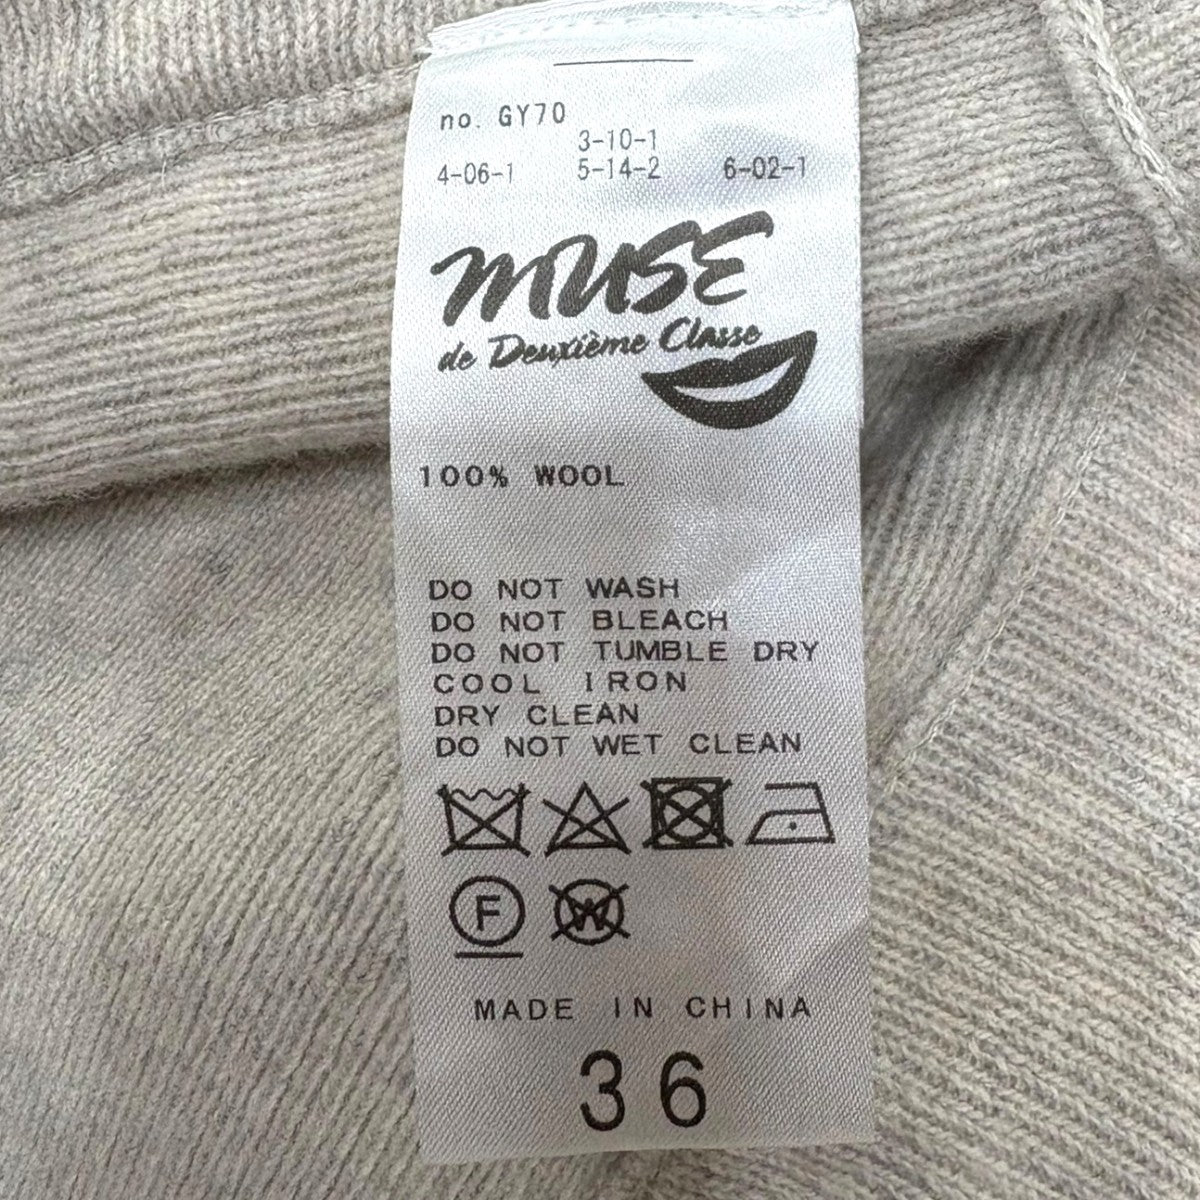 no. GY70
3-10-1
4-06-1 5-14-2 6-02-1
MUSE
de Deuxième Classe
100% WOOL
DO NOT WASH
DO NOT BLEACH
DO NOT TUMBLE DRY
COOL IRON
DRY CLEAN
DO NOT WET CLEAN
F W
MADE IN CHINA
36